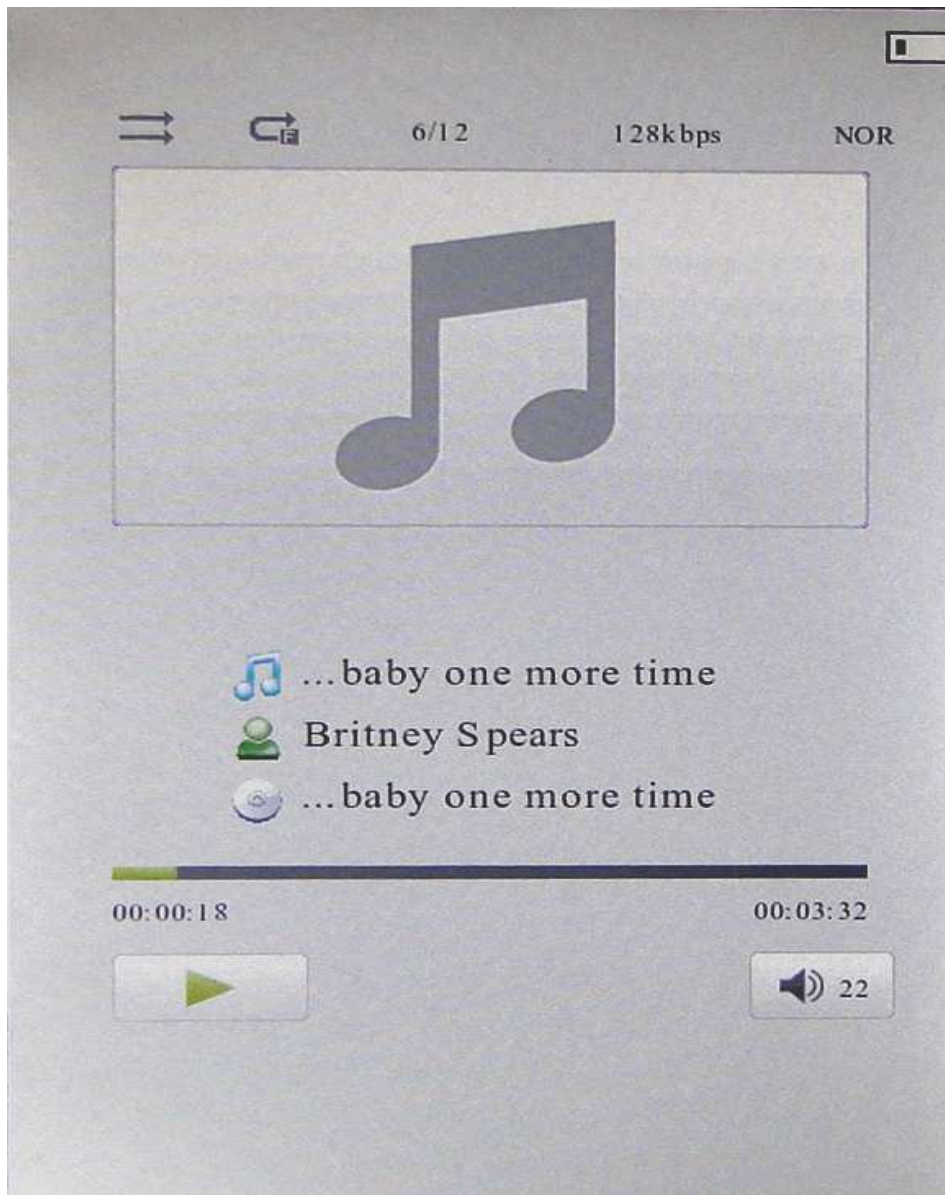 6/12 128kbps NOR
...baby one more time
Britney Spears
...baby one more time
00:00:18 00:03:32
22